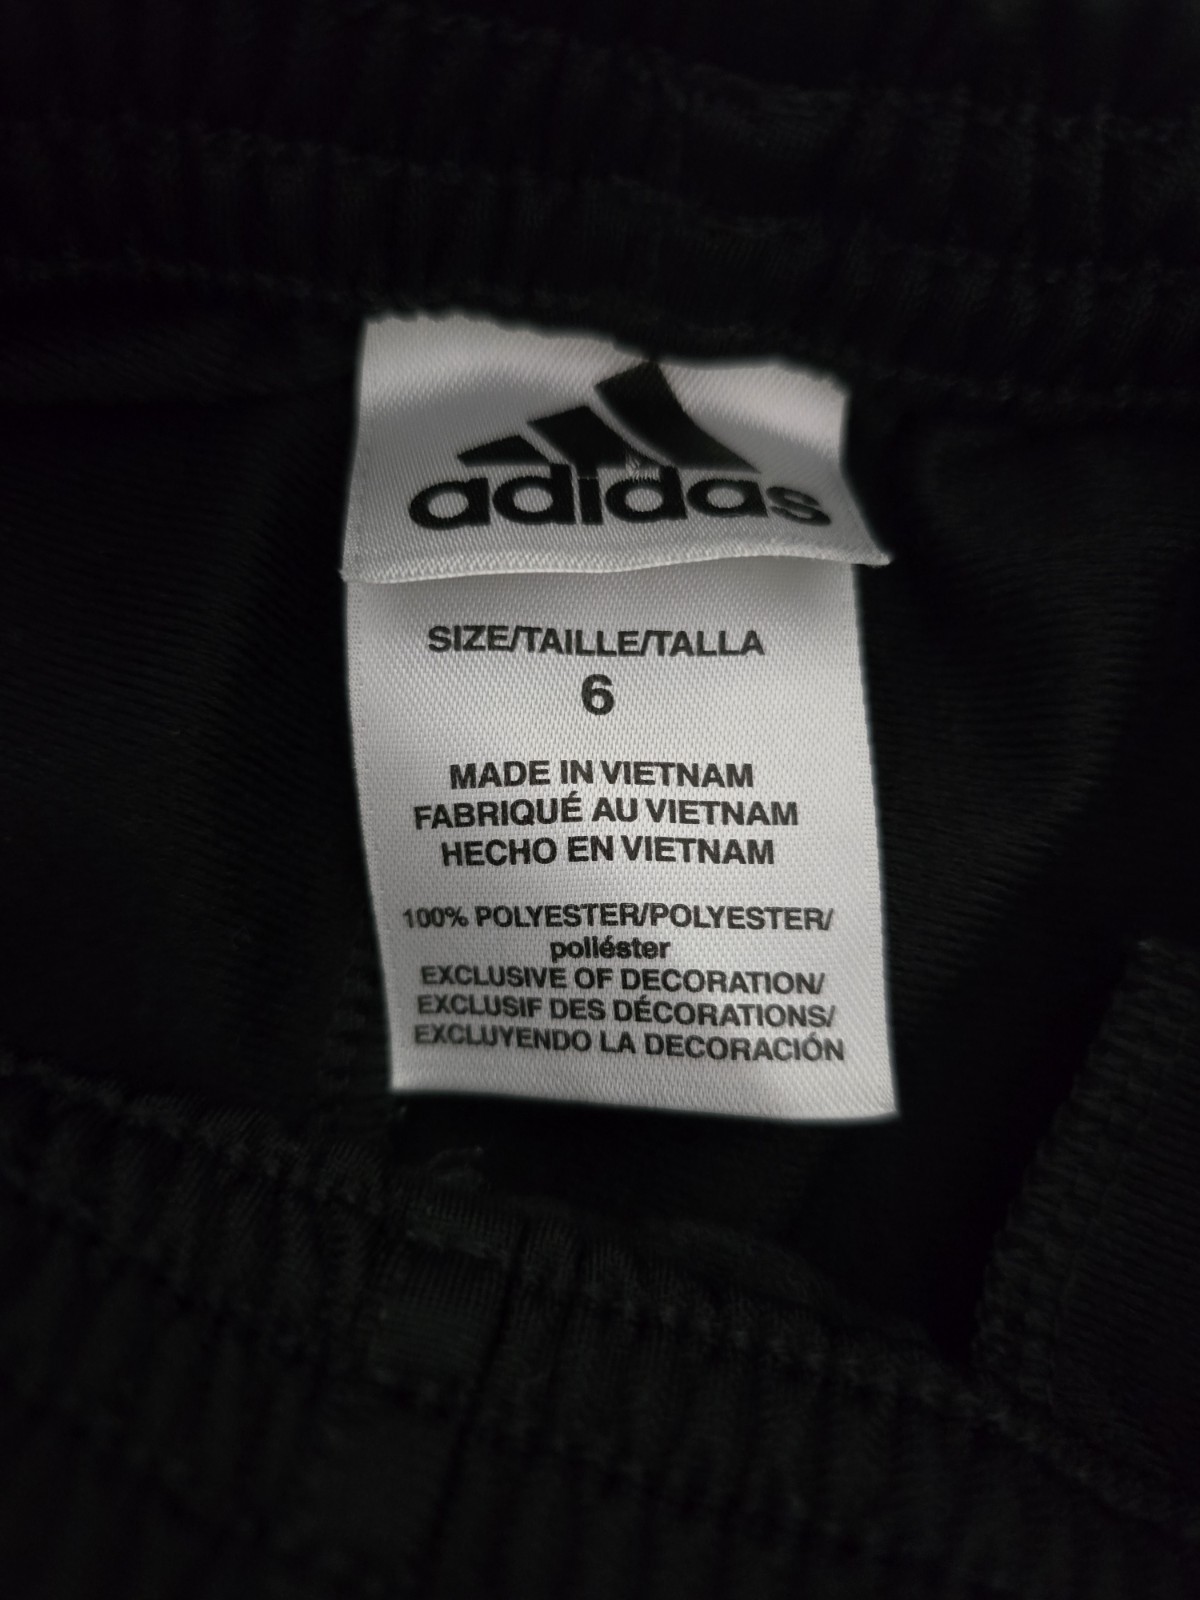 adidas
SIZE/TAILLE/TALLA
6
MADE IN VIETNAM
FABRIQUÉ AU VIETNAM
HECHO EN VIETNAM
100% POLYESTER/POLYESTER/
poliéster
EXCLUSIVE OF DECORATION/
EXCLUSIF DES DÉCORATIONS/
EXCLUYENDO LA DECORACIÓN